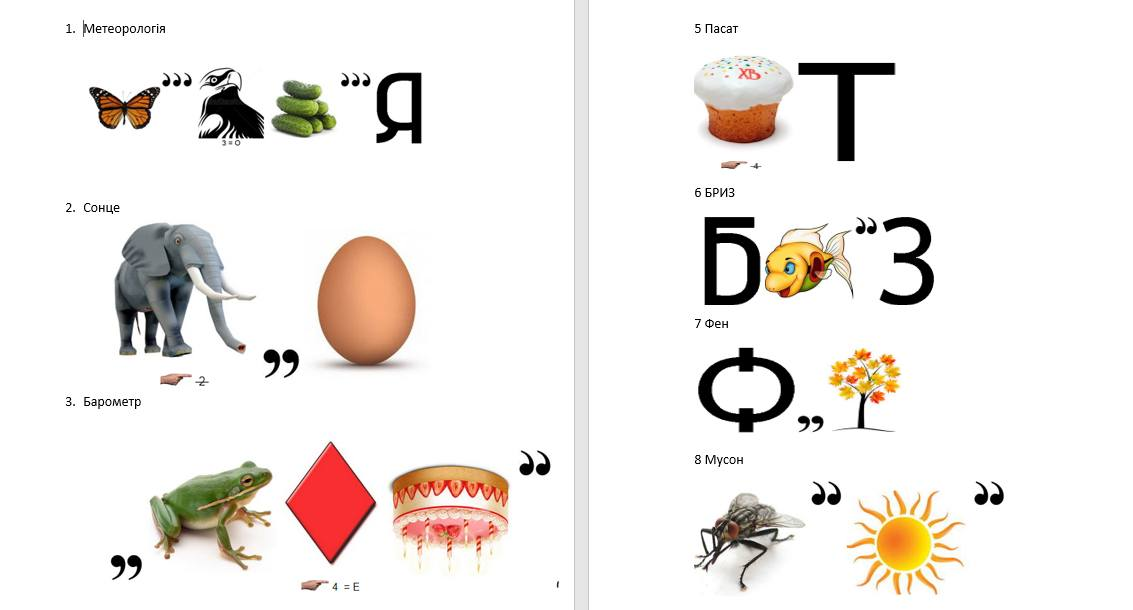 1. Метеорологія
,,,
,,,
Я
3 = О
2. Сонце
,,
2
3. Барометр
,,
,,
4 = Е
,
5 Пасат
ХВ
Т
4
6 БРИЗ
Б
,,
З
7 Фен
Ф
,,
8 Мусон
,,
,,